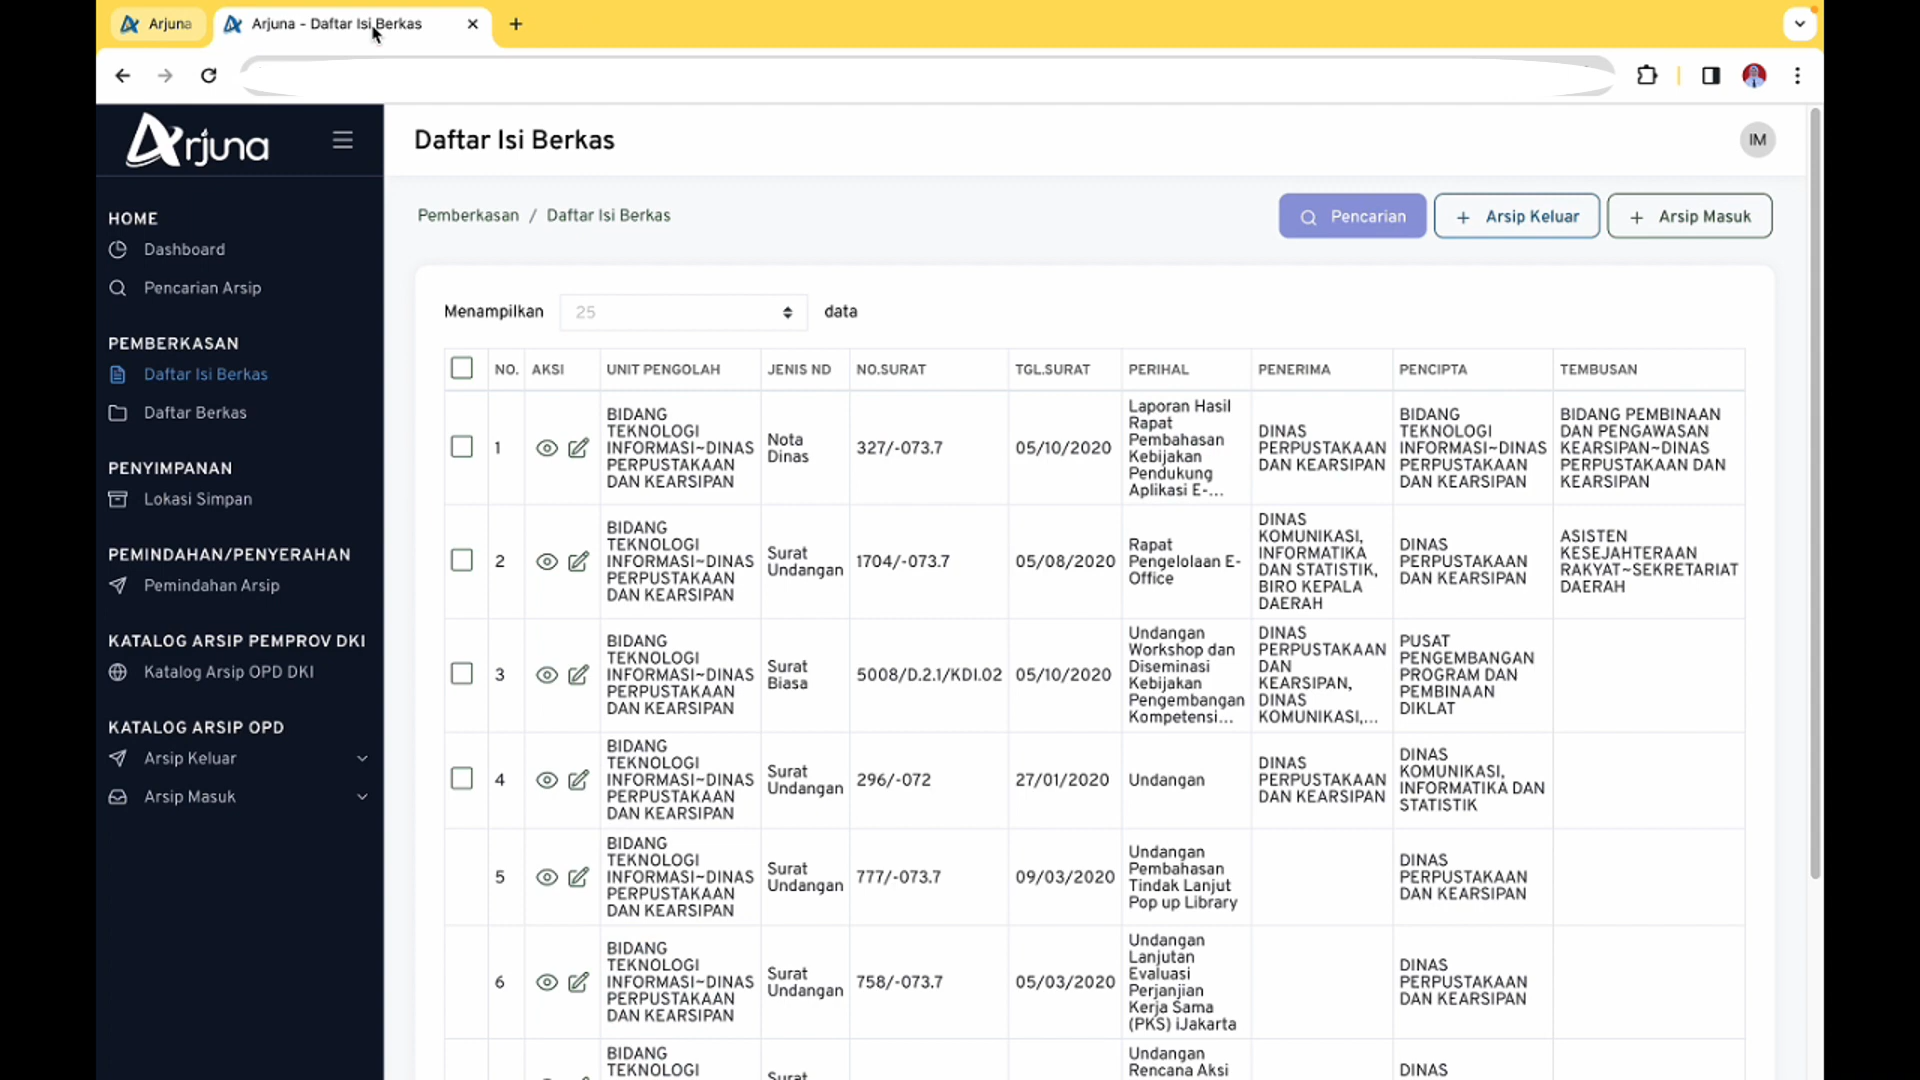 Arjuna
Arjuna - Daftar Isi Berkas
Arjuna
Daftar Isi Berkas
IM
HOME
Dashboard
Pencarian Arsip
PEMBERKASAN
Daftar Isi Berkas
Daftar Berkas
PENYIMPANAN
Lokasi Simpan
PEMINDAHAN/PENYERAHAN
Pemindahan Arsip
KATALOG ARSIP PEMPROV DKI
Katalog Arsip OPD DKI
KATALOG ARSIP OPD
Arsip Keluar
Arsip Masuk
Pemberkasan / Daftar Isi Berkas
Pencarian
+ Arsip Keluar
+ Arsip Masuk
Menampilkan 25 data
NO. AKSI UNIT PENGOLAH JENIS ND NO.SURAT TGL.SURAT PERIHAL PENERIMA PENCIPTA TEMBUSAN
1
BIDANG
TEKNOLOGI
INFORMASI~DINAS
PERPUSTAKAAN
DAN KEARSIPAN
Nota
Dinas
327/-073.7
05/10/2020
Laporan Hasil
Rapat
Pembahasan
Kebijakan
Pendukung
Aplikasi E-...
DINAS
PERPUSTAKAAN
DAN KEARSIPAN
BIDANG
TEKNOLOGI
INFORMASI~DINAS
PERPUSTAKAAN
DAN KEARSIPAN
BIDANG PEMBINAAN
DAN PENGAWASAN
KEARSIPAN~DINAS
PERPUSTAKAAN DAN
KEARSIPAN
2
BIDANG
TEKNOLOGI
INFORMASI~DINAS
PERPUSTAKAAN
DAN KEARSIPAN
Surat
Undangan
1704/-073.7
05/08/2020
Rapat
Pengelolaan E-
Office
DINAS
KOMUNIKASI,
INFORMATIKA
DAN STATISTIK,
BIRO KEPALA
DAERAH
DINAS
PERPUSTAKAAN
DAN KEARSIPAN
ASISTEN
KESEJAHTERAAN
RAKYAT~SEKRETARIAT
DAERAH
3
BIDANG
TEKNOLOGI
INFORMASI~DINAS
PERPUSTAKAAN
DAN KEARSIPAN
Surat
Biasa
5008/D.2.1/KDI.02
05/10/2020
Undangan
Workshop dan
Diseminasi
Kebijakan
Pengembangan
Kompetensi...
DINAS
PERPUSTAKAAN
DAN
KEARSIPAN,
DINAS
KOMUNIKASI,...
PUSAT
PENGEMBANGAN
PROGRAM DAN
PEMBINAAN
DIKLAT
4
BIDANG
TEKNOLOGI
INFORMASI~DINAS
PERPUSTAKAAN
DAN KEARSIPAN
Surat
Undangan
296/-072
27/01/2020
Undangan
DINAS
PERPUSTAKAAN
DAN KEARSIPAN
DINAS
KOMUNIKASI,
INFORMATIKA DAN
STATISTIK
5
BIDANG
TEKNOLOGI
INFORMASI~DINAS
PERPUSTAKAAN
DAN KEARSIPAN
Surat
Undangan
777/-073.7
09/03/2020
Undangan
Pembahasan
Tindak Lanjut
Pop up Library
DINAS
PERPUSTAKAAN
DAN KEARSIPAN
6
BIDANG
TEKNOLOGI
INFORMASI~DINAS
PERPUSTAKAAN
DAN KEARSIPAN
Surat
Undangan
758/-073.7
05/03/2020
Undangan
Lanjutan
Evaluasi
Perjanjian
Kerja Sama
(PKS) iJakarta
DINAS
PERPUSTAKAAN
DAN KEARSIPAN
BIDANG
TEKNOLOGI
Surat
Undangan
Rencana Aksi
DINAS